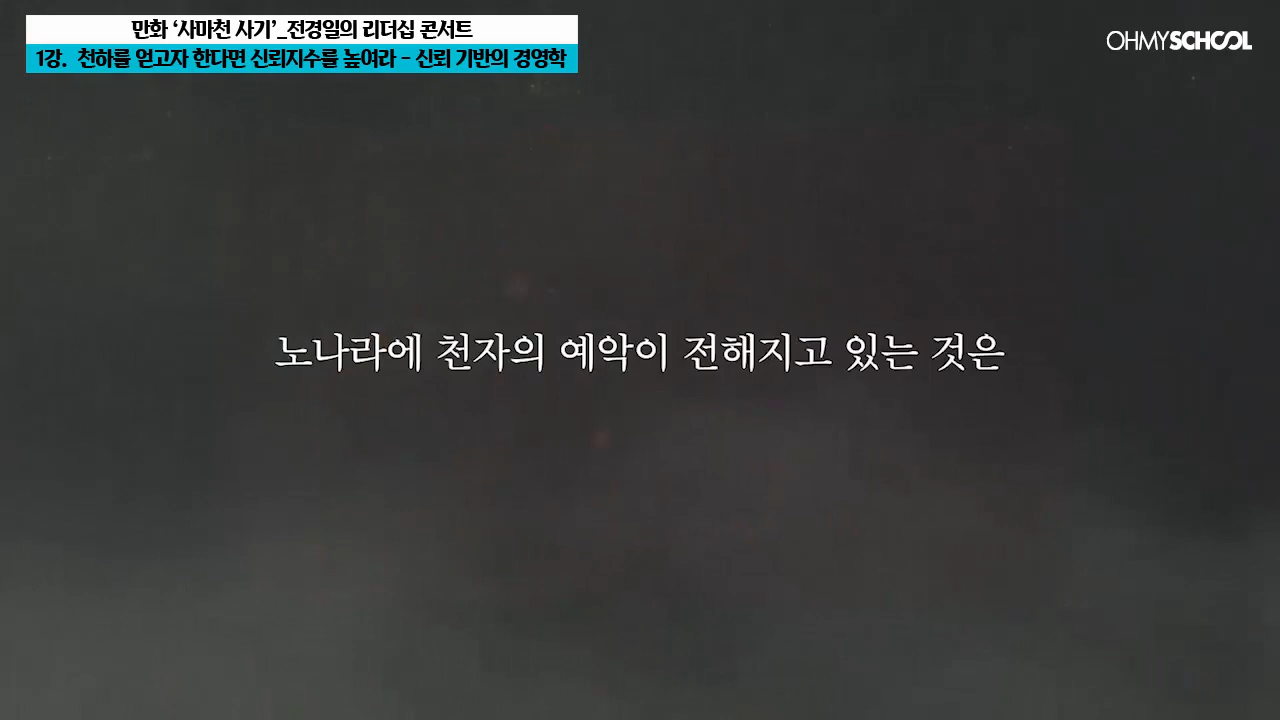 만화 ‘사마천 사기’_전경일의 리더십 콘서트
1강. 천하를 얻고자 한다면 신뢰지수를 높여라 - 신뢰 기반의 경영학
OHMYSCHOOL
노나라에 천자의 예악이 전해지고 있는 것은